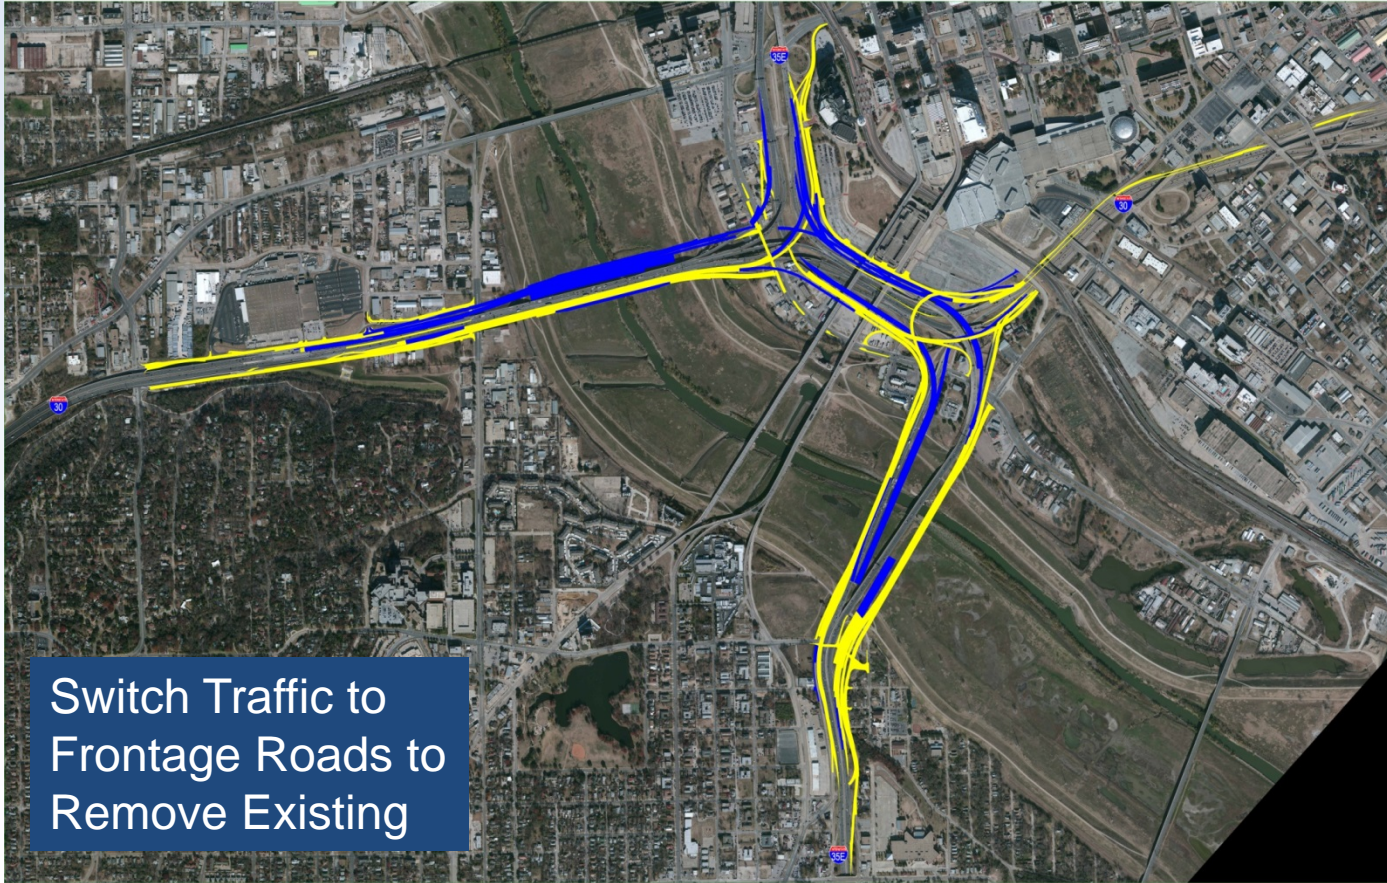 35E
30
30
Switch Traffic to
Frontage Roads to
Remove Existing
35E